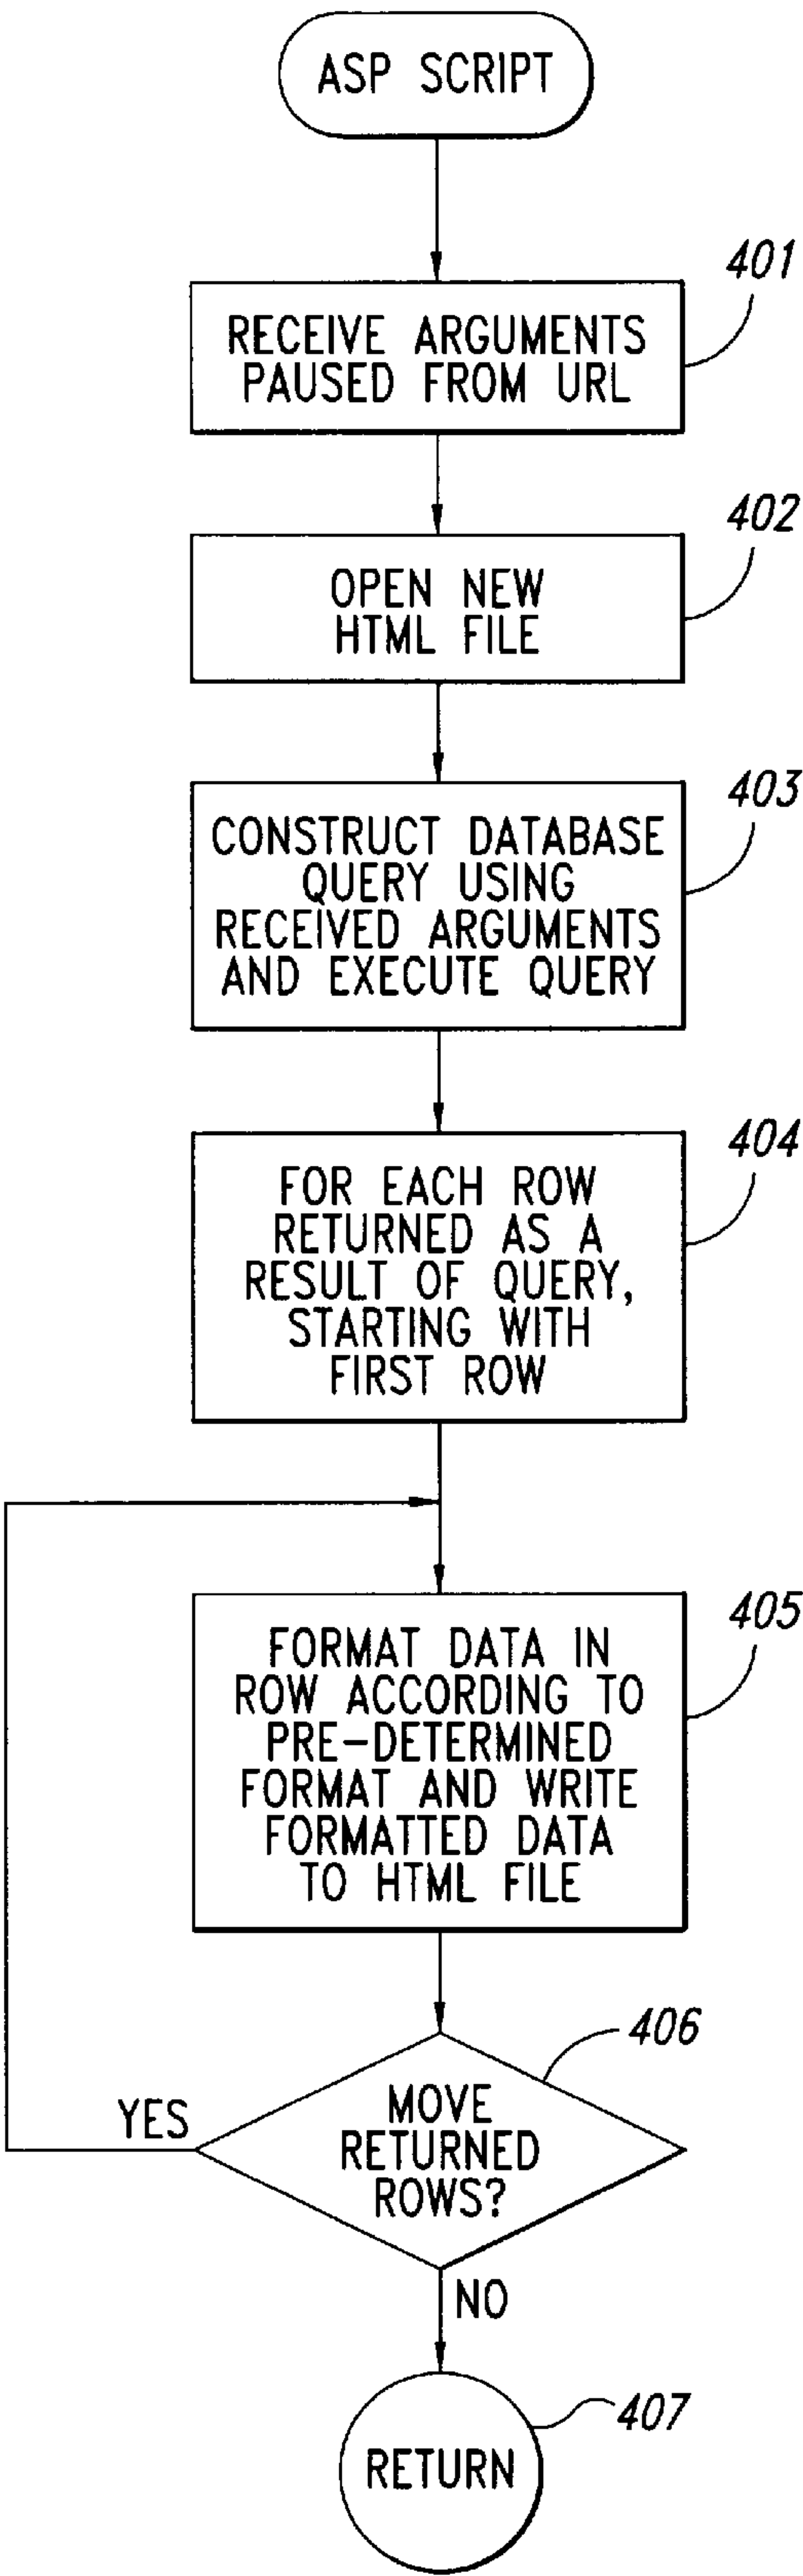 ASP SCRIPT
401
RECEIVE ARGUMENTS
PAUSED FROM URL
402
OPEN NEW
HTML FILE
403
CONSTRUCT DATABASE
QUERY USING
RECEIVED ARGUMENTS
AND EXECUTE QUERY
404
FOR EACH ROW
RETURNED AS A
RESULT OF QUERY,
STARTING WITH
FIRST ROW
405
FORMAT DATA IN
ROW ACCORDING TO
PRE-DETERMINED
FORMAT AND WRITE
FORMATTED DATA
TO HTML FILE
406
YES
MOVE
RETURNED
ROWS?
NO
407
RETURN